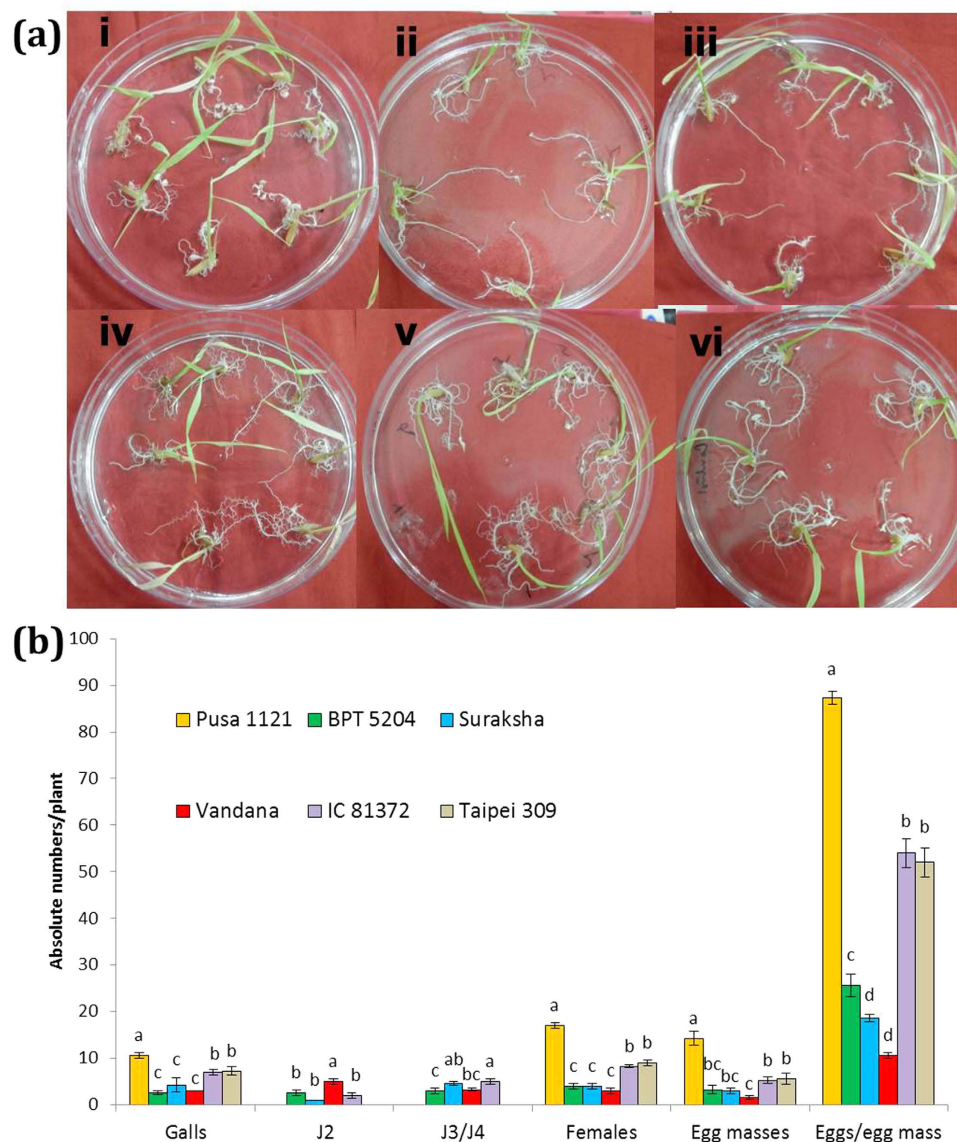 (a)
i ii iii
iv v vi
(b)
Absolute numbers/plant
100
90
80
70
60
50
40
30
20
10
0
Pusa 1121 BPT 5204 Suraksha
Vandana IC 81372 Taipei 309
a c c c b b
b b a b
c ab bc a
a c c c b b
a bc bc c b b
a c d d b b
Galls J2 J3/J4 Females Egg masses Eggs/egg mass